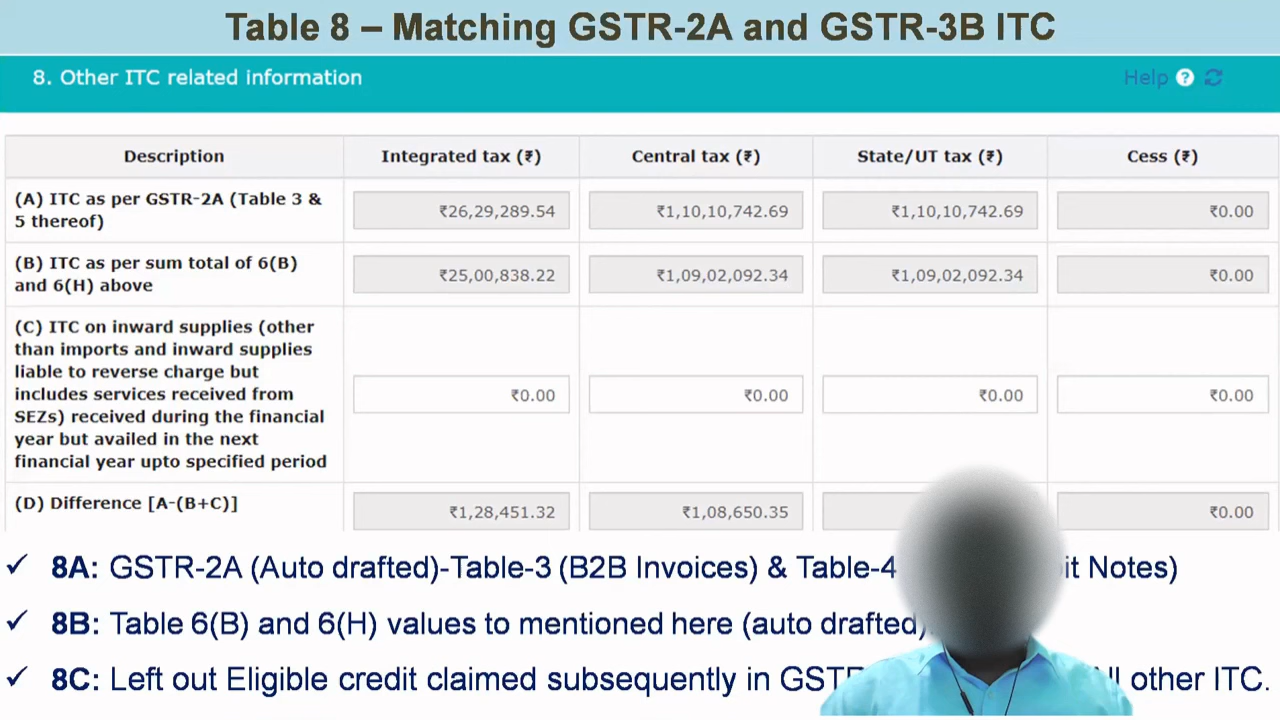 Table 8 – Matching GSTR-2A and GSTR-3B ITC
8. Other ITC related information Help ?
Description Integrated tax (₹) Central tax (₹) State/UT tax (₹) Cess (₹)
(A) ITC as per GSTR-2A (Table 3 &
5 thereof)
₹26,29,289.54 ₹1,10,10,742.69 ₹1,10,10,742.69 ₹0.00
(B) ITC as per sum total of 6(B)
and 6(H) above
₹25,00,838.22 ₹1,09,02,092.34 ₹1,09,02,092.34 ₹0.00
(C) ITC on inward supplies (other
than imports and inward supplies
liable to reverse charge but
includes services received from
SEZs) received during the financial
year but availed in the next
financial year upto specified period
₹0.00 ₹0.00 ₹0.00 ₹0.00
(D) Difference [A-(B+C)] ₹1,28,451.32 ₹1,08,650.35 ₹0.00
✓ 8A: GSTR-2A (Auto drafted)-Table-3 (B2B Invoices) & Table-4 Notes)
✓ 8B: Table 6(B) and 6(H) values to mentioned here (auto drafted)
✓ 8C: Left out Eligible credit claimed subsequently in other ITC.